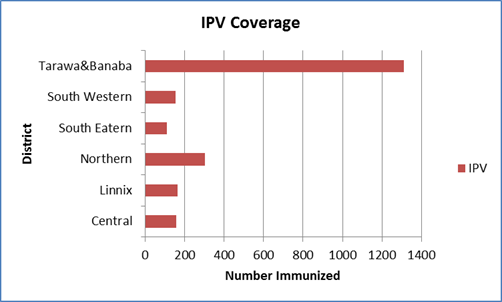 IPV Coverage
Tarawa&Banaba
South Western
South Eatern
Northern
Linnix
Central
District
0 200 400 600 800 1000 1200 1400
Number Immunized
IPV